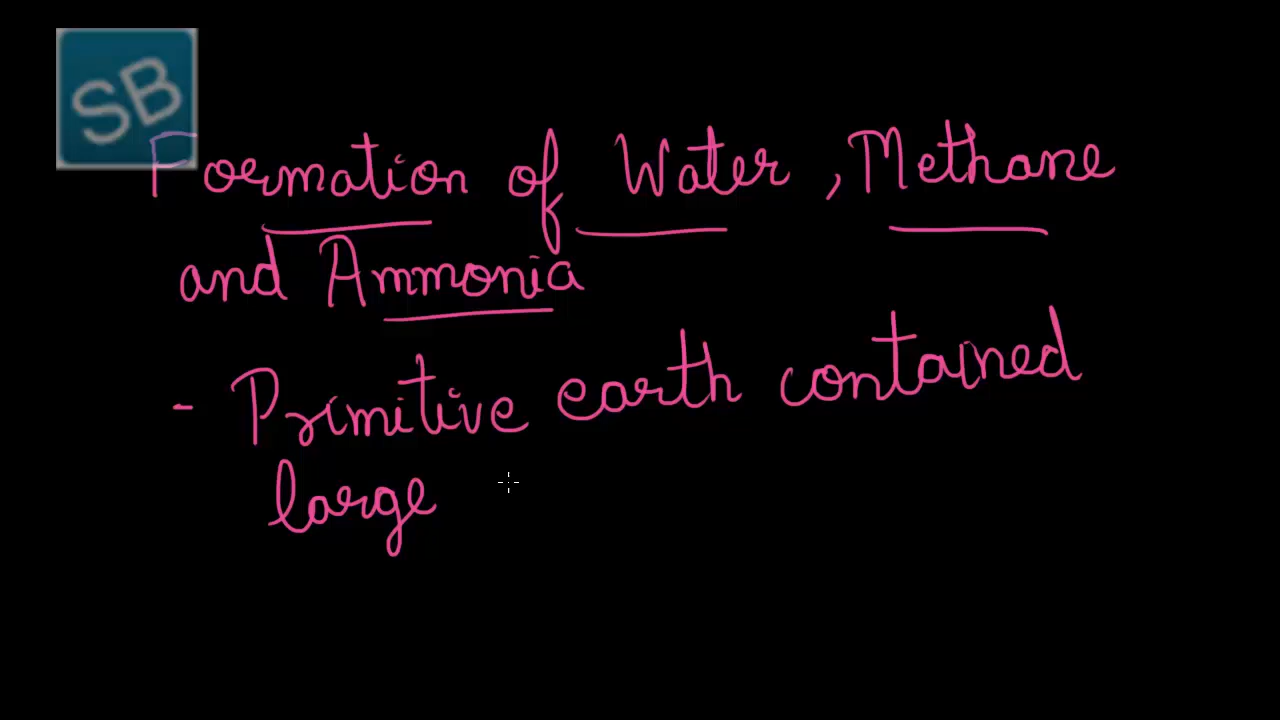 SB
Formation of Water, Methane
and Ammonia
- Primitive earth contained
large